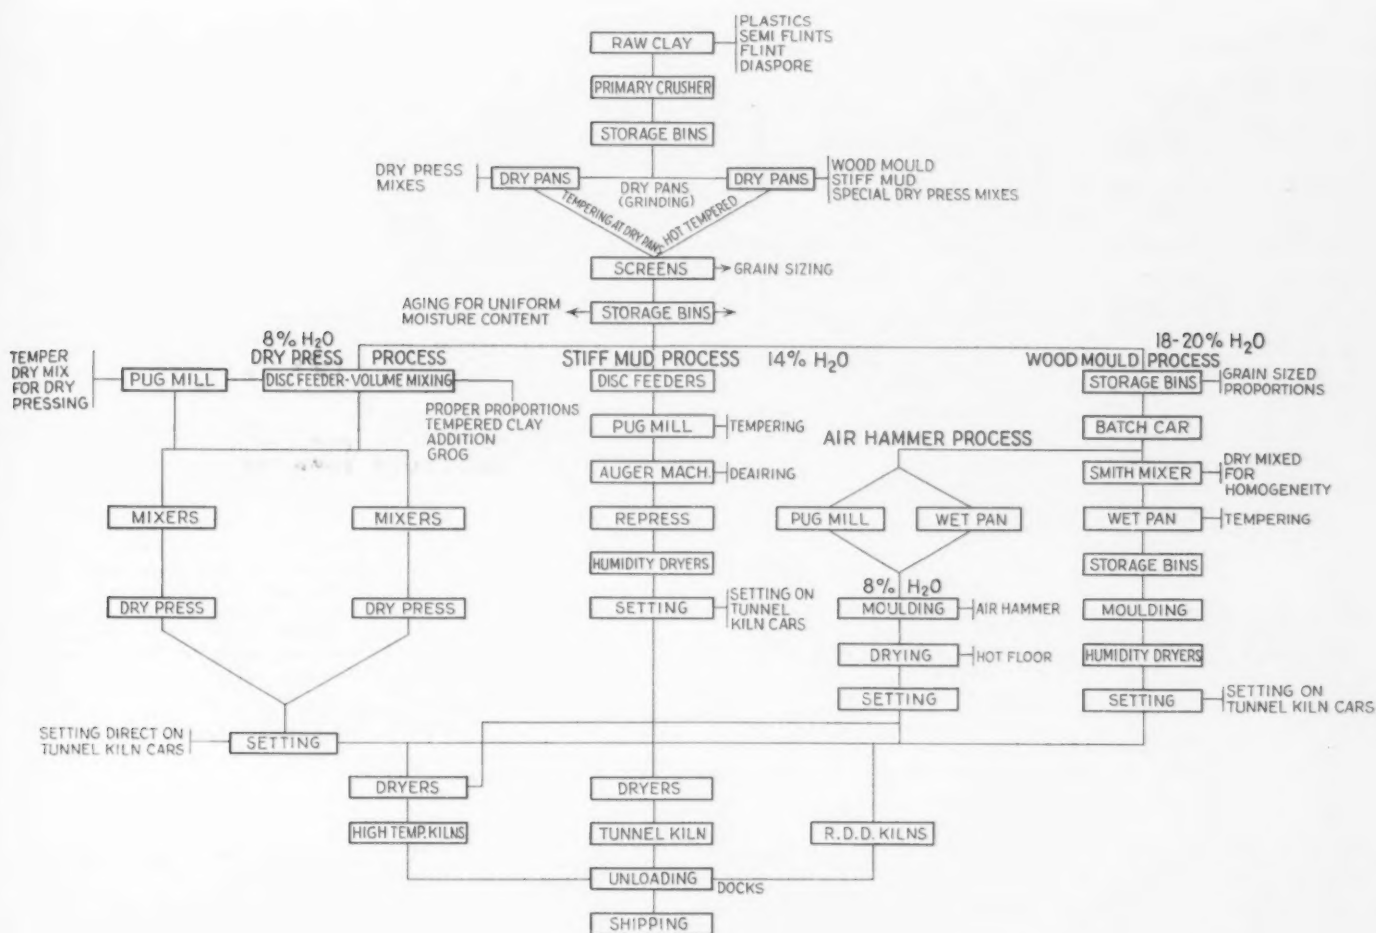 RAW CLAY
PLASTICS
SEMI FLINTS
FLINT
DIASPORE
PRIMARY CRUSHER
STORAGE BINS
DRY PRESS
MIXES
DRY PANS
DRY PANS
(GRINDING)
DRY PANS
WOOD MOULD
STIFF MUD
SPECIAL DRY PRESS MIXES
TEMPERING AT DRY PANS
HOT TEMPERED
SCREENS
GRAIN SIZING
AGING FOR UNIFORM
MOISTURE CONTENT
STORAGE BINS
8% H2O
DRY PRESS PROCESS
STIFF MUD PROCESS 14% H2O
18-20% H2O
WOOD MOULD PROCESS
TEMPER
DRY MIX
FOR DRY
PRESSING
PUG MILL
DISC FEEDER-VOLUME MIXING
PROPER PROPORTIONS
TEMPERED CLAY
ADDITION
GROG
DISC FEEDERS
STORAGE BINS
GRAIN SIZED
PROPORTIONS
PUG MILL
TEMPERING
BATCH CAR
AIR HAMMER PROCESS
AUGER MACH.
DEAIRING
SMITH MIXER
DRY MIXED
FOR
HOMOGENEITY
MIXERS
MIXERS
REPRESS
PUG MILL
WET PAN
WET PAN
TEMPERING
HUMIDITY DRYERS
STORAGE BINS
8% H2O
DRY PRESS
DRY PRESS
SETTING
SETTING ON
TUNNEL
KILN CARS
MOULDING
AIR HAMMER
MOULDING
DRYING
HOT FLOOR
HUMIDITY DRYERS
SETTING
SETTING
SETTING ON
TUNNEL KILN CARS
SETTING DIRECT ON
TUNNEL KILN CARS
SETTING
DRYERS
DRYERS
HIGH TEMP. KILNS
TUNNEL KILN
R.D.D. KILNS
UNLOADING
DOCKS
SHIPPING